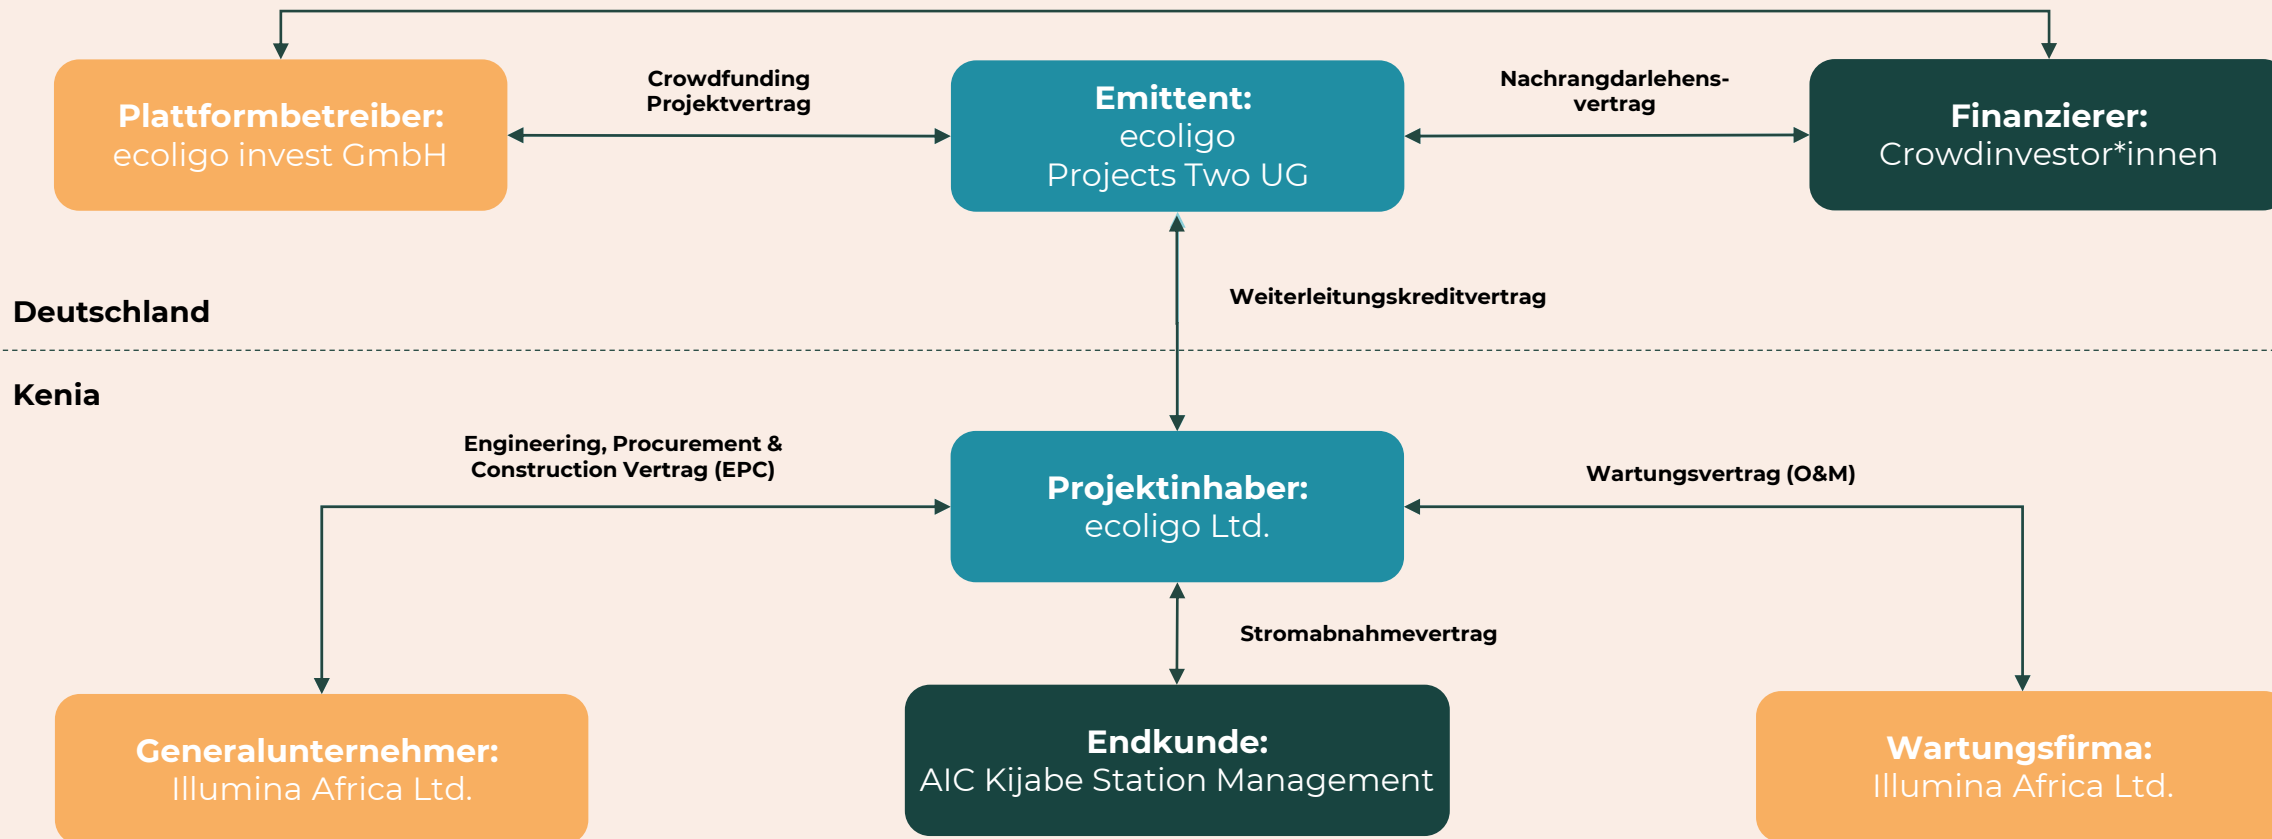 Plattformbetreiber:
ecoligo invest GmbH
Crowdfunding
Projektvertrag
Emittent:
ecoligo
Projects Two UG
Nachrangdarlehens-
vertrag
Finanzierer:
Crowdinvestor*innen
Deutschland
Weiterleitungskreditvertrag
Kenia
Engineering, Procurement &
Construction Vertrag (EPC)
Projektinhaber:
ecoligo Ltd.
Wartungsvertrag (O&M)
Stromabnahmevertrag
Generalunternehmer:
Illumina Africa Ltd.
Endkunde:
AIC Kijabe Station Management
Wartungsfirma:
Illumina Africa Ltd.